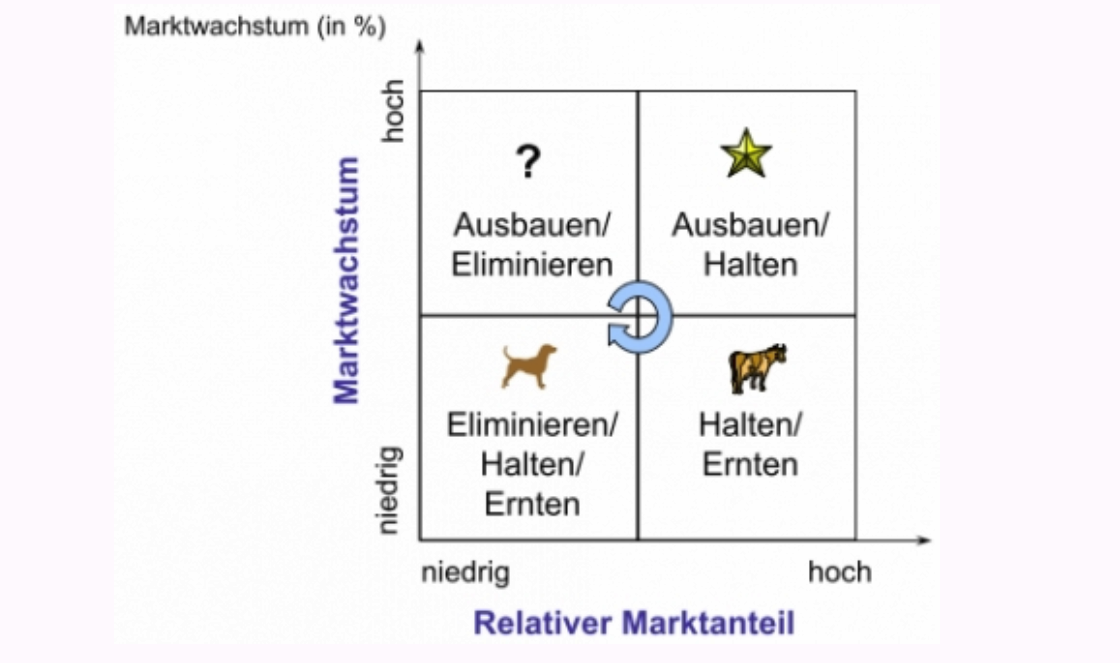 Marktwachstum (in %)
hoch
Marktwachstum
niedrig
?
Ausbauen/
Eliminieren
Ausbauen/
Halten
Eliminieren/
Halten/
Ernten
Halten/
Ernten
niedrig
hoch
Relativer Marktanteil